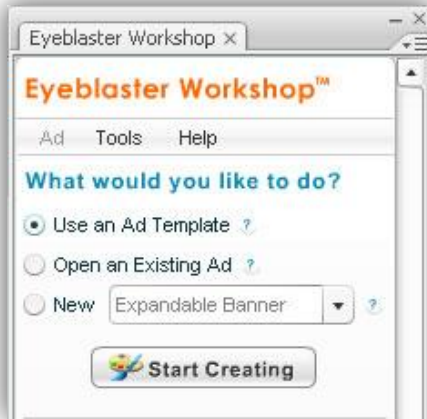 Eyeblaster Workshop ×
Eyeblaster Workshop™
Ad Tools Help
What would you like to do?
Use an Ad Template ?
Open an Existing Ad ?
New Expandable Banner ?
Start Creating